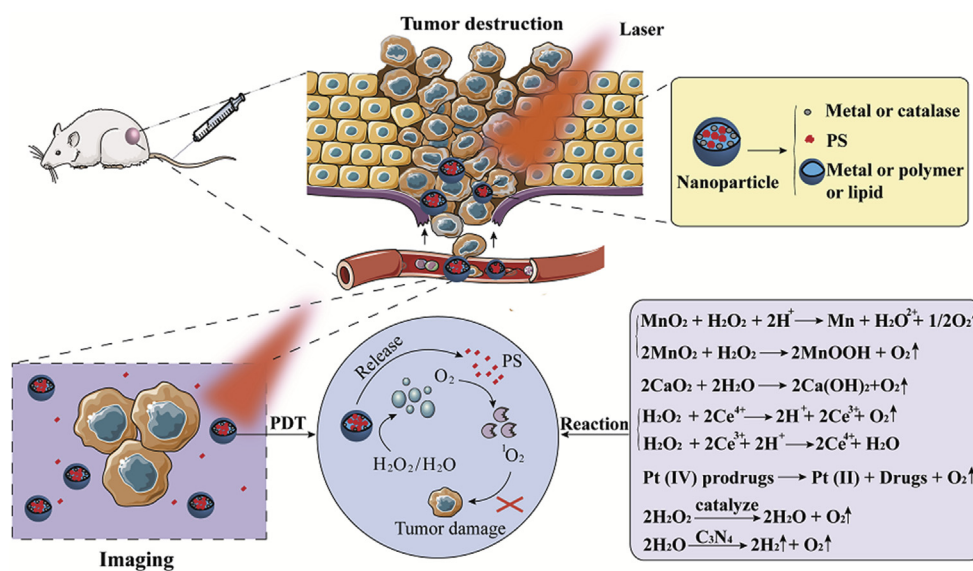 Tumor destruction
Laser
Metal or catalase
PS
Nanoparticle
Metal or polymer
or lipid
Imaging
PDT
Release
PS
O₂
H₂O₂/H₂O
¹O₂
Tumor damage
Reaction
MnO₂ + H₂O₂ + 2H⁺ → Mn + H₂O²⁺ + 1/2O₂↑
2MnO₂ + H₂O₂ → 2MnOOH + O₂↑
2CaO₂ + 2H₂O → 2Ca(OH)₂+O₂↑
H₂O₂ + 2Ce⁴⁺ → 2H⁺ + 2Ce³⁺ + O₂↑
H₂O₂ + 2Ce³⁺ + 2H⁺ → 2Ce⁴⁺ + H₂O
Pt (IV) prodrugs → Pt (II) + Drugs + O₂↑
2H₂O₂ catalyze → 2H₂O + O₂↑
2H₂O C₃N₄ → 2H₂↑ + O₂↑